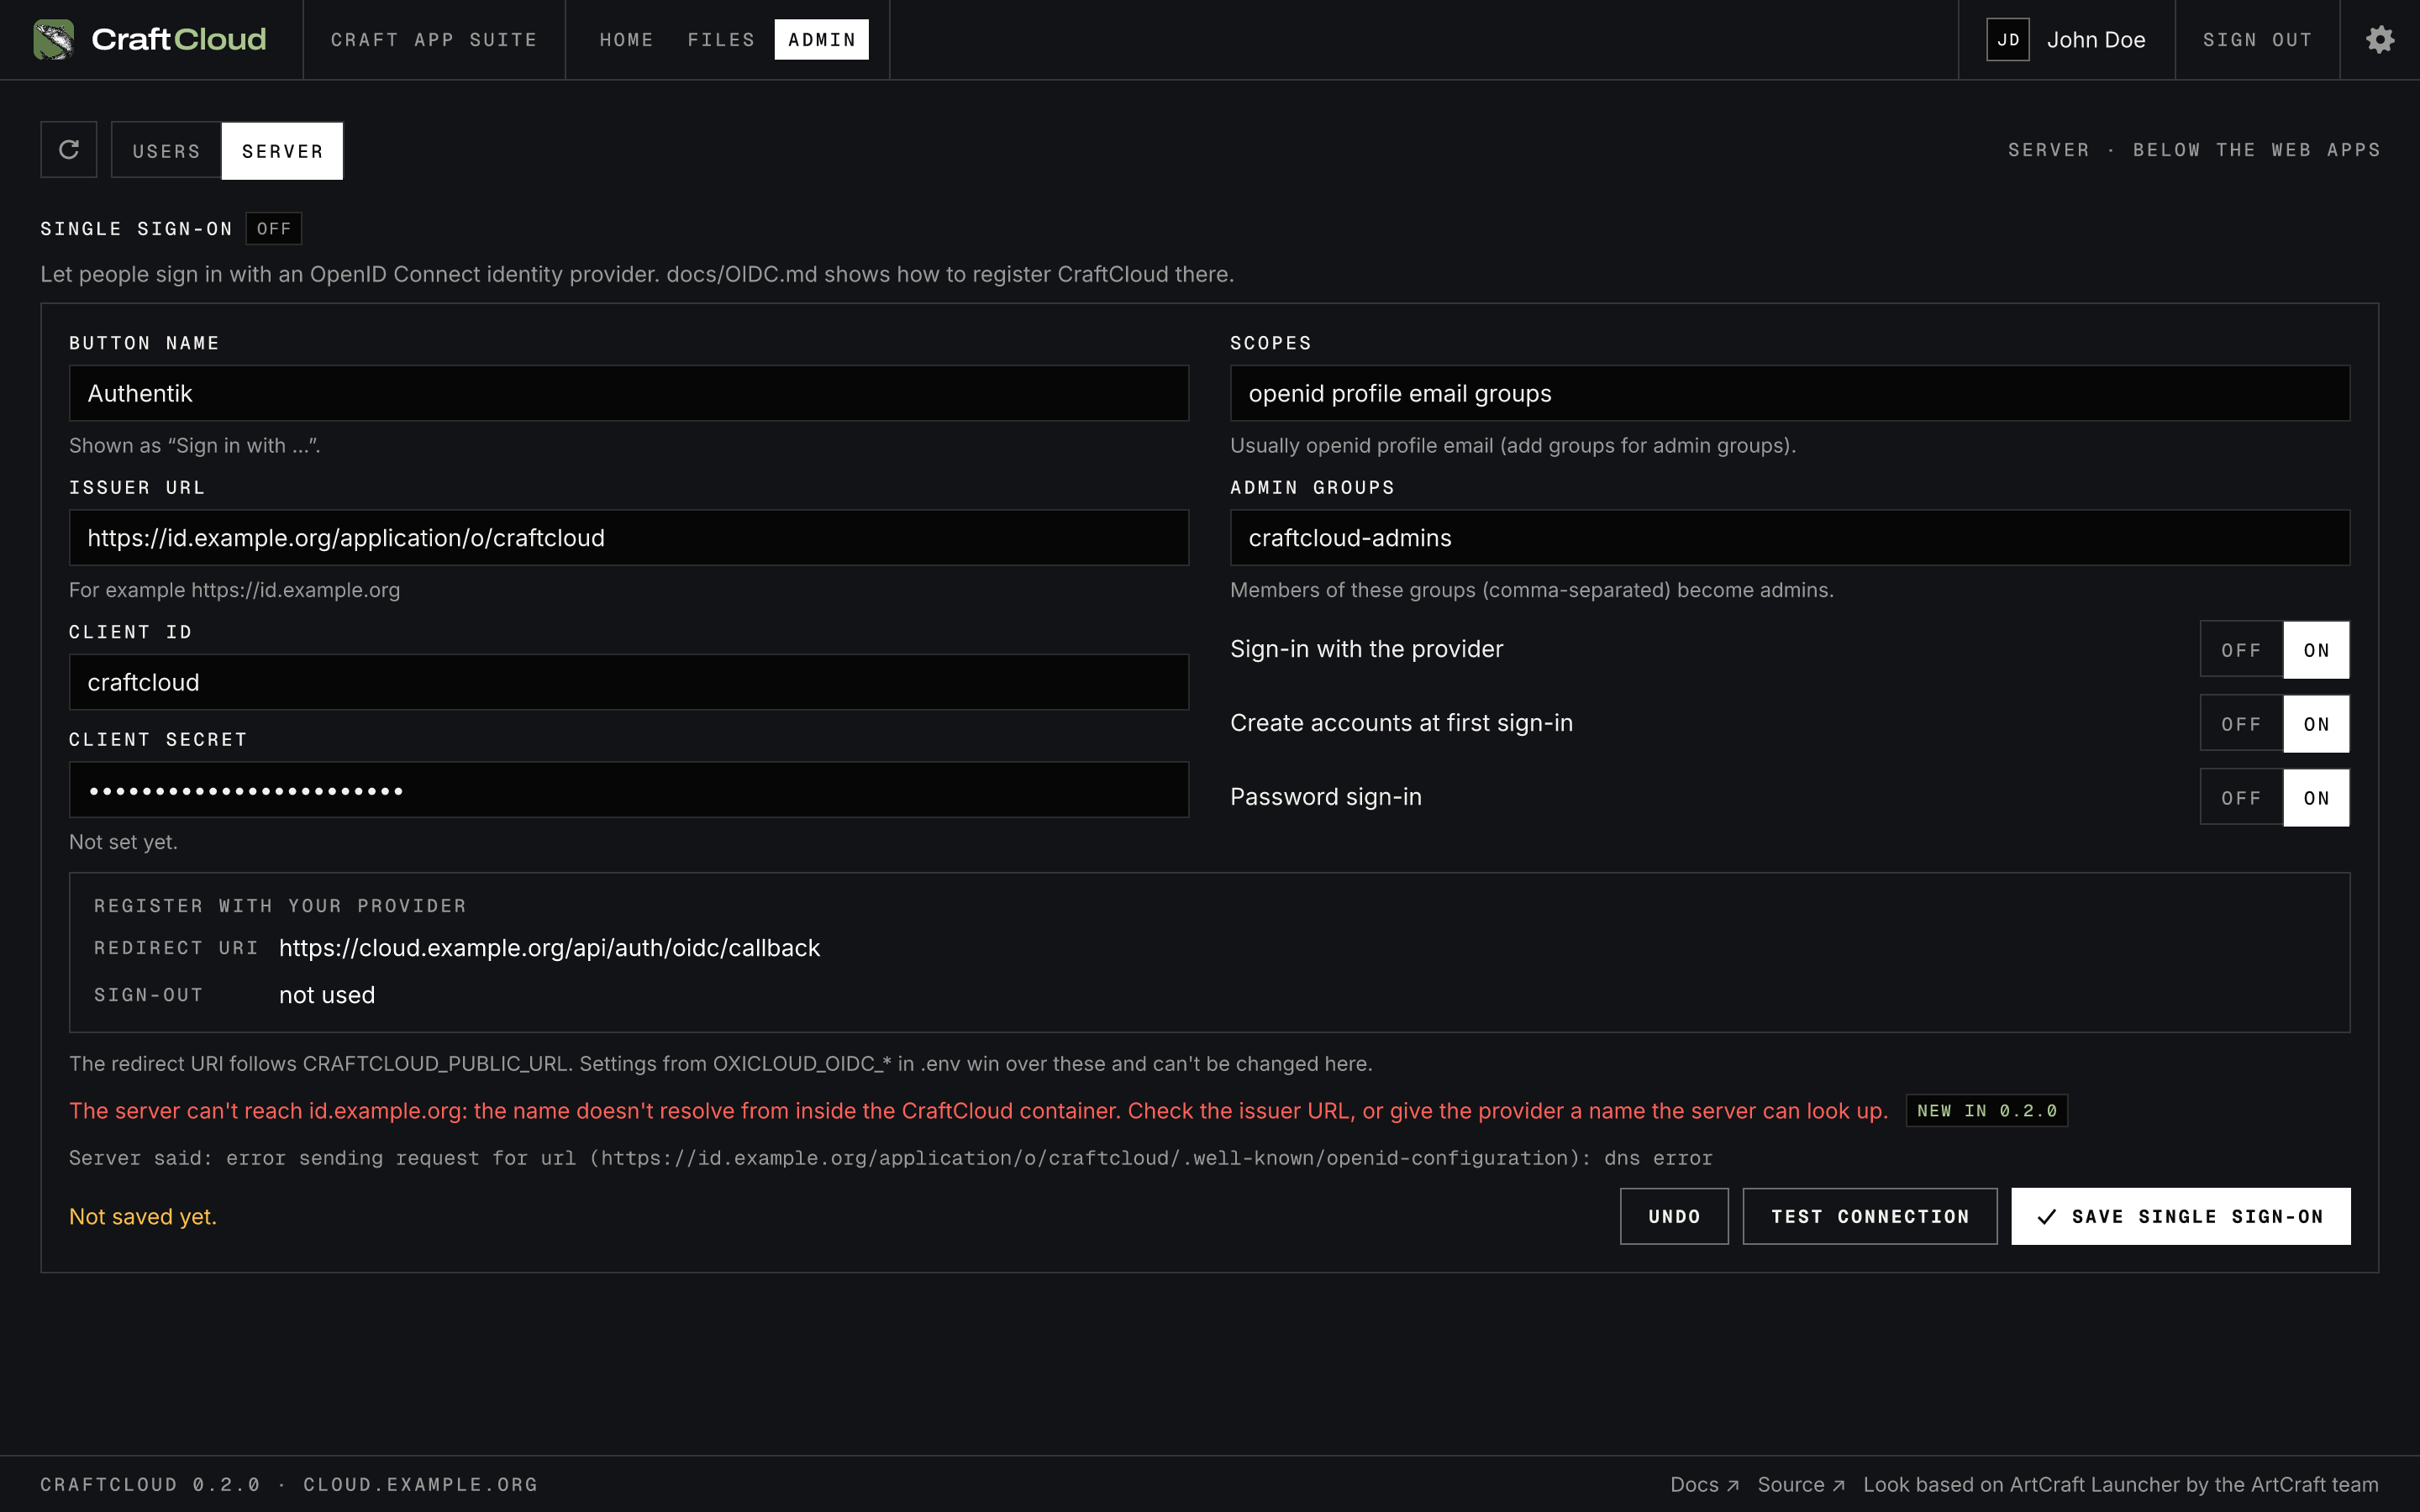 CraftCloud
CRAFT APP SUITE
HOME
FILES
ADMIN
JD
John Doe
SIGN OUT
USERS
SERVER
SERVER · BELOW THE WEB APPS
SINGLE SIGN-ON
OFF
Let people sign in with an OpenID Connect identity provider. docs/OIDC.md shows how to register CraftCloud there.
BUTTON NAME
Authentik
Shown as “Sign in with ...”.
ISSUER URL
https://id.example.org/application/o/craftcloud
For example https://id.example.org
CLIENT ID
craftcloud
CLIENT SECRET
••••••••••••••••••••••••
Not set yet.
SCOPES
openid profile email groups
Usually openid profile email (add groups for admin groups).
ADMIN GROUPS
craftcloud-admins
Members of these groups (comma-separated) become admins.
Sign-in with the provider
OFF
ON
Create accounts at first sign-in
OFF
ON
Password sign-in
OFF
ON
REGISTER WITH YOUR PROVIDER
REDIRECT URI https://cloud.example.org/api/auth/oidc/callback
SIGN-OUT not used
The redirect URI follows CRAFTCLOUD_PUBLIC_URL. Settings from OXICLOUD_OIDC_* in .env win over these and can't be changed here.
The server can't reach id.example.org: the name doesn't resolve from inside the CraftCloud container. Check the issuer URL, or give the provider a name the server can look up.
NEW IN 0.2.0
Server said: error sending request for url (https://id.example.org/application/o/craftcloud/.well-known/openid-configuration): dns error
Not saved yet.
UNDO
TEST CONNECTION
✓ SAVE SINGLE SIGN-ON
CRAFTCLOUD 0.2.0 · CLOUD.EXAMPLE.ORG
Docs ↗
Source ↗
Look based on ArtCraft Launcher by the ArtCraft team